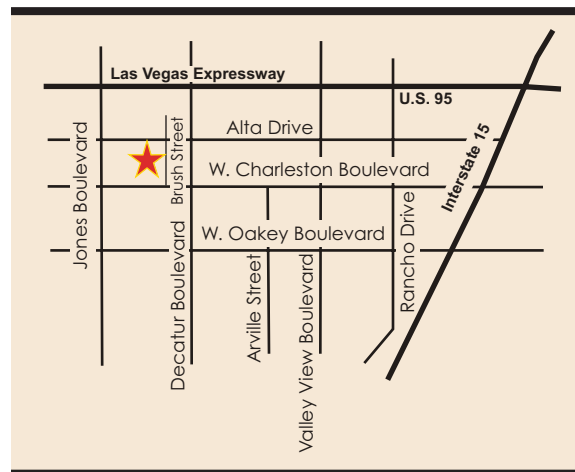 Las Vegas Expressway
U.S. 95
Alta Drive
W. Charleston Boulevard
W. Oakey Boulevard
Jones Boulevard
Brush Street
Decatur Boulevard
Arville Street
Valley View Boulevard
Rancho Drive
Interstate 15